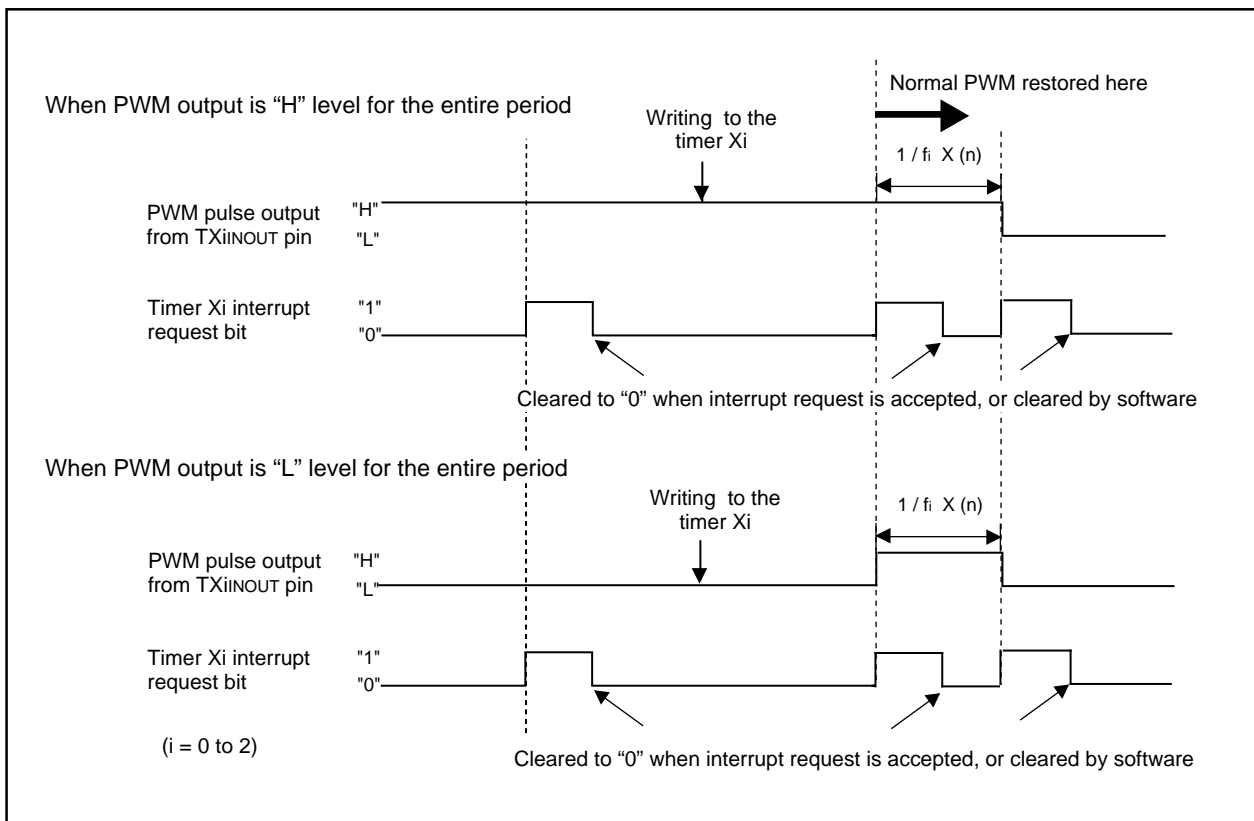 Normal PWM restored here
When PWM output is “H” level for the entire period
Writing to the
timer Xi
1 / fi X (n)
PWM pulse output
from TXiINOUT pin
"H"
"L"
Timer Xi interrupt
request bit
"1"
"0"
Cleared to “0” when interrupt request is accepted, or cleared by software
When PWM output is “L” level for the entire period
Writing to the
timer Xi
1 / fi X (n)
PWM pulse output
from TXiINOUT pin
"H"
"L"
Timer Xi interrupt
request bit
"1"
"0"
(i = 0 to 2)
Cleared to “0” when interrupt request is accepted, or cleared by software